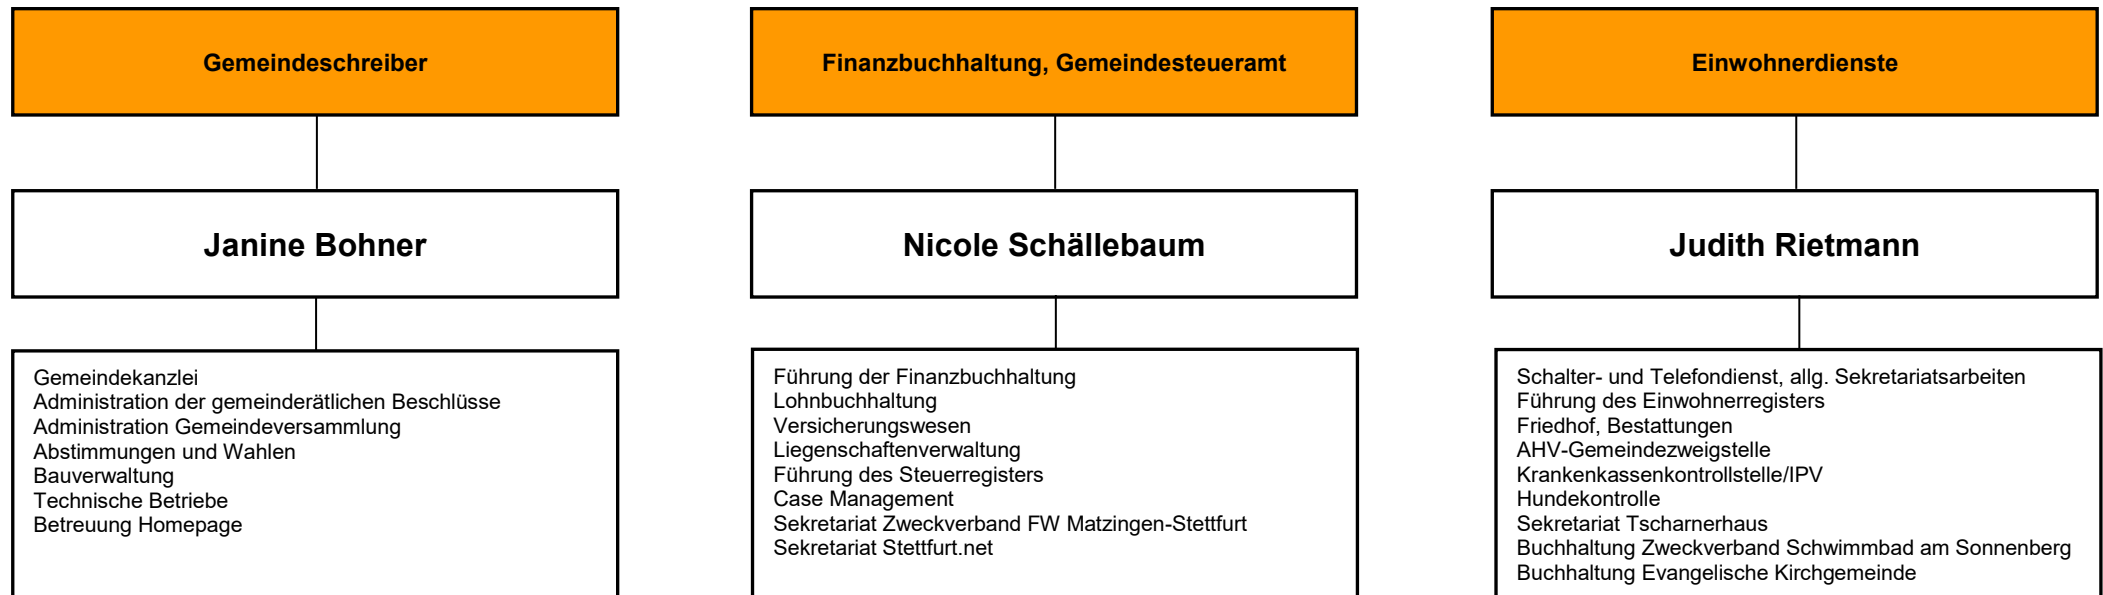 Gemeindeschreiber
Janine Bohner
Gemeindekanzlei
Administration der gemeinderätlichen Beschlüsse
Administration Gemeindeversammlung
Abstimmungen und Wahlen
Bauverwaltung
Technische Betriebe
Betreuung Homepage
Finanzbuchhaltung, Gemeindesteueramt
Nicole Schällebaum
Führung der Finanzbuchhaltung
Lohnbuchhaltung
Versicherungswesen
Liegenschaftenverwaltung
Führung des Steuerregisters
Case Management
Sekretariat Zweckverband FW Matzingen-Stettfurt
Sekretariat Stettfurt.net
Einwohnerdienste
Judith Rietmann
Schalter- und Telefondienst, allg. Sekretariatsarbeiten
Führung des Einwohnerregisters
Friedhof, Bestattungen
AHV-Gemeindezweigstelle
Krankenkassenkontrollstelle/IPV
Hundekontrolle
Sekretariat Tscharnerhaus
Buchhaltung Zweckverband Schwimmbad am Sonnenberg
Buchhaltung Evangelische Kirchgemeinde